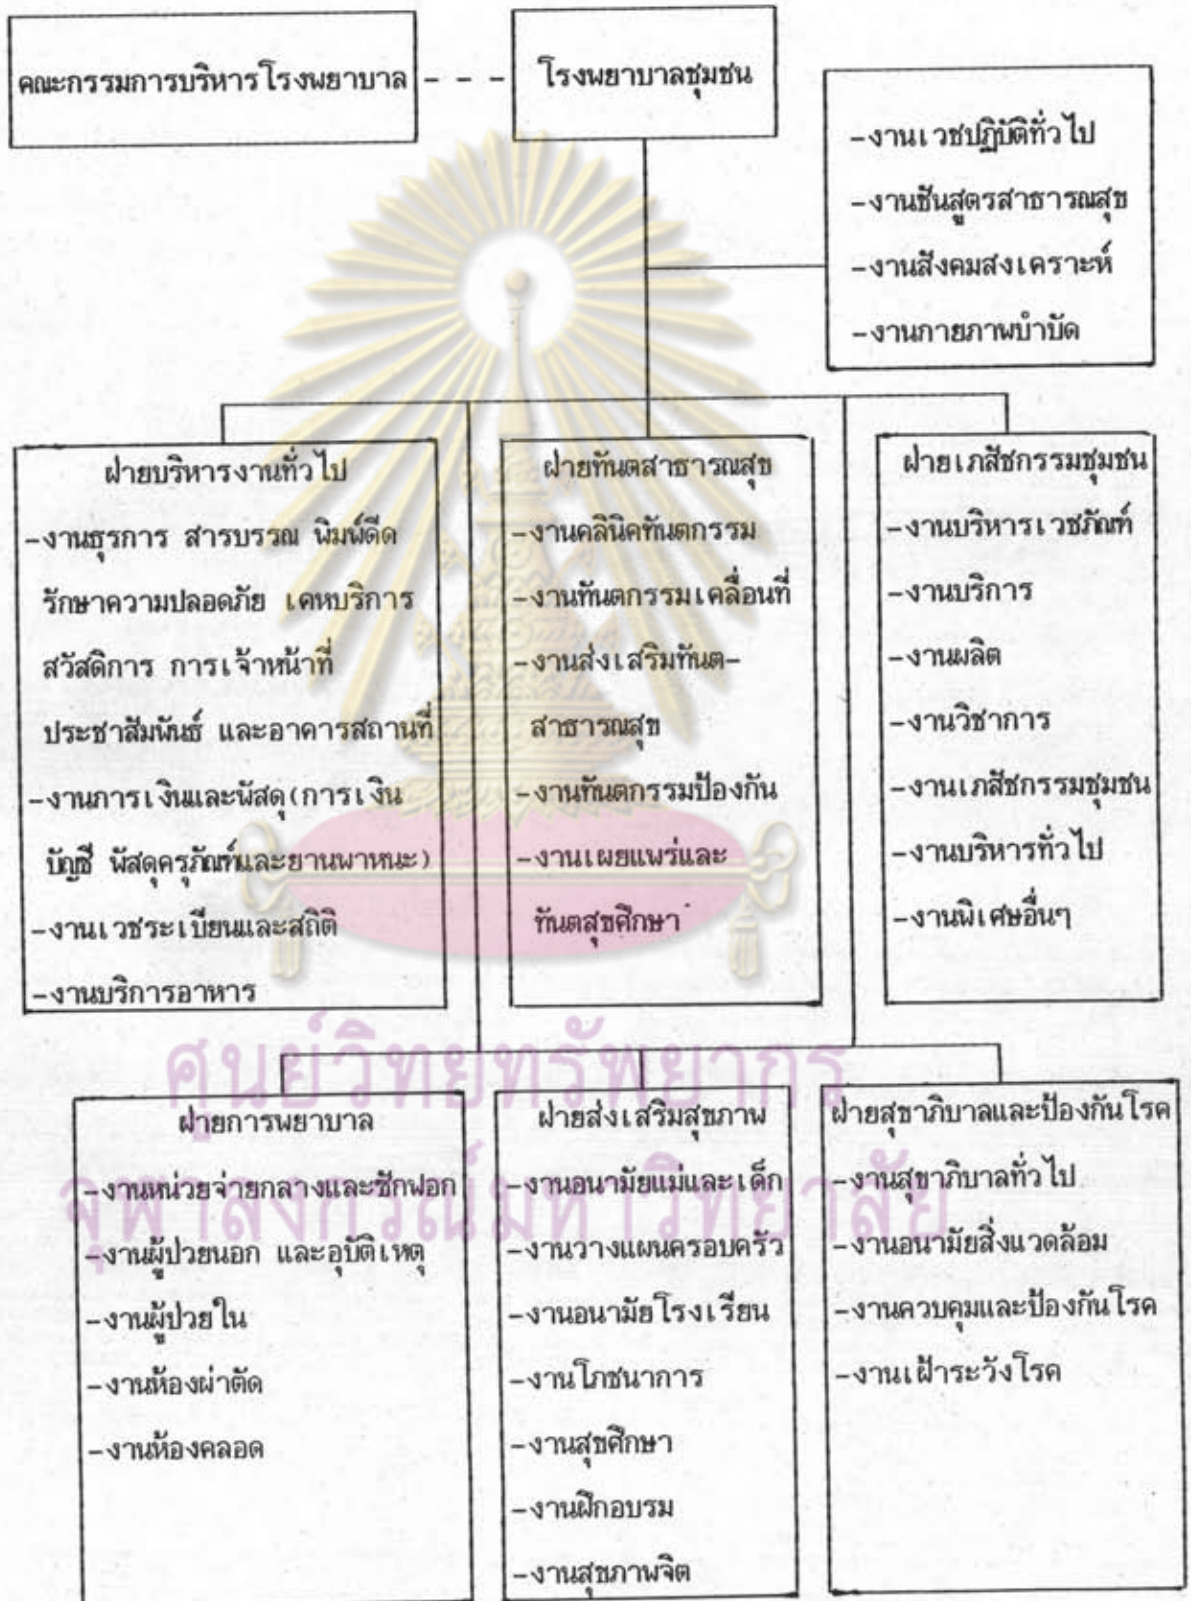 คณะกรรมการบริหารโรงพยาบาล
โรงพยาบาลชุมชน
-งานเวชปฏิบัติทั่วไป
-งานชันสูตรสาธารณสุข
-งานสังคมสงเคราะห์
-งานกายภาพบำบัด
ฝ่ายบริหารงานทั่วไป
-งานธุรการ สารบรรณ พิมพ์ดีด
รักษาความปลอดภัย เคหบริการ
สวัสดิการ การเจ้าหน้าที่
ประชาสัมพันธ์ และอาคารสถานที่
-งานการเงินและพัสดุ(การเงิน
บัญชี พัสดุครุภัณฑ์และยานพาหนะ)
-งานเวชระเบียนและสถิติ
-งานบริการอาหาร
ฝ่ายทันตสาธารณสุข
-งานคลินิคทันตกรรม
-งานทันตกรรมเคลื่อนที่
-งานส่งเสริมทันต-
สาธารณสุข
-งานทันตกรรมป้องกัน
-งานเผยแพร่และ
ทันตสุขศึกษา
ฝ่ายเภสัชกรรมชุมชน
-งานบริหารเวชภัณฑ์
-งานบริการ
-งานผลิต
-งานวิชาการ
-งานเภสัชกรรมชุมชน
-งานบริหารทั่วไป
-งานพิเศษอื่นๆ
ศูนย์วิทยทรัพยากร
จุฬาลงกรณ์มหาวิทยาลัย
ฝ่ายการพยาบาล
-งานหน่วยจ่ายกลางและซักฟอก
-งานผู้ป่วยนอก และอุบัติเหตุ
-งานผู้ป่วยใน
-งานห้องผ่าตัด
-งานห้องคลอด
ฝ่ายส่งเสริมสุขภาพ
-งานอนามัยแม่และเด็ก
-งานวางแผนครอบครัว
-งานอนามัยโรงเรียน
-งานโภชนาการ
-งานสุขศึกษา
-งานฝึกอบรม
-งานสุขภาพจิต
ฝ่ายสุขาภิบาลและป้องกันโรค
-งานสุขาภิบาลทั่วไป
-งานอนามัยสิ่งแวดล้อม
-งานควบคุมและป้องกันโรค
-งานเฝ้าระวังโรค